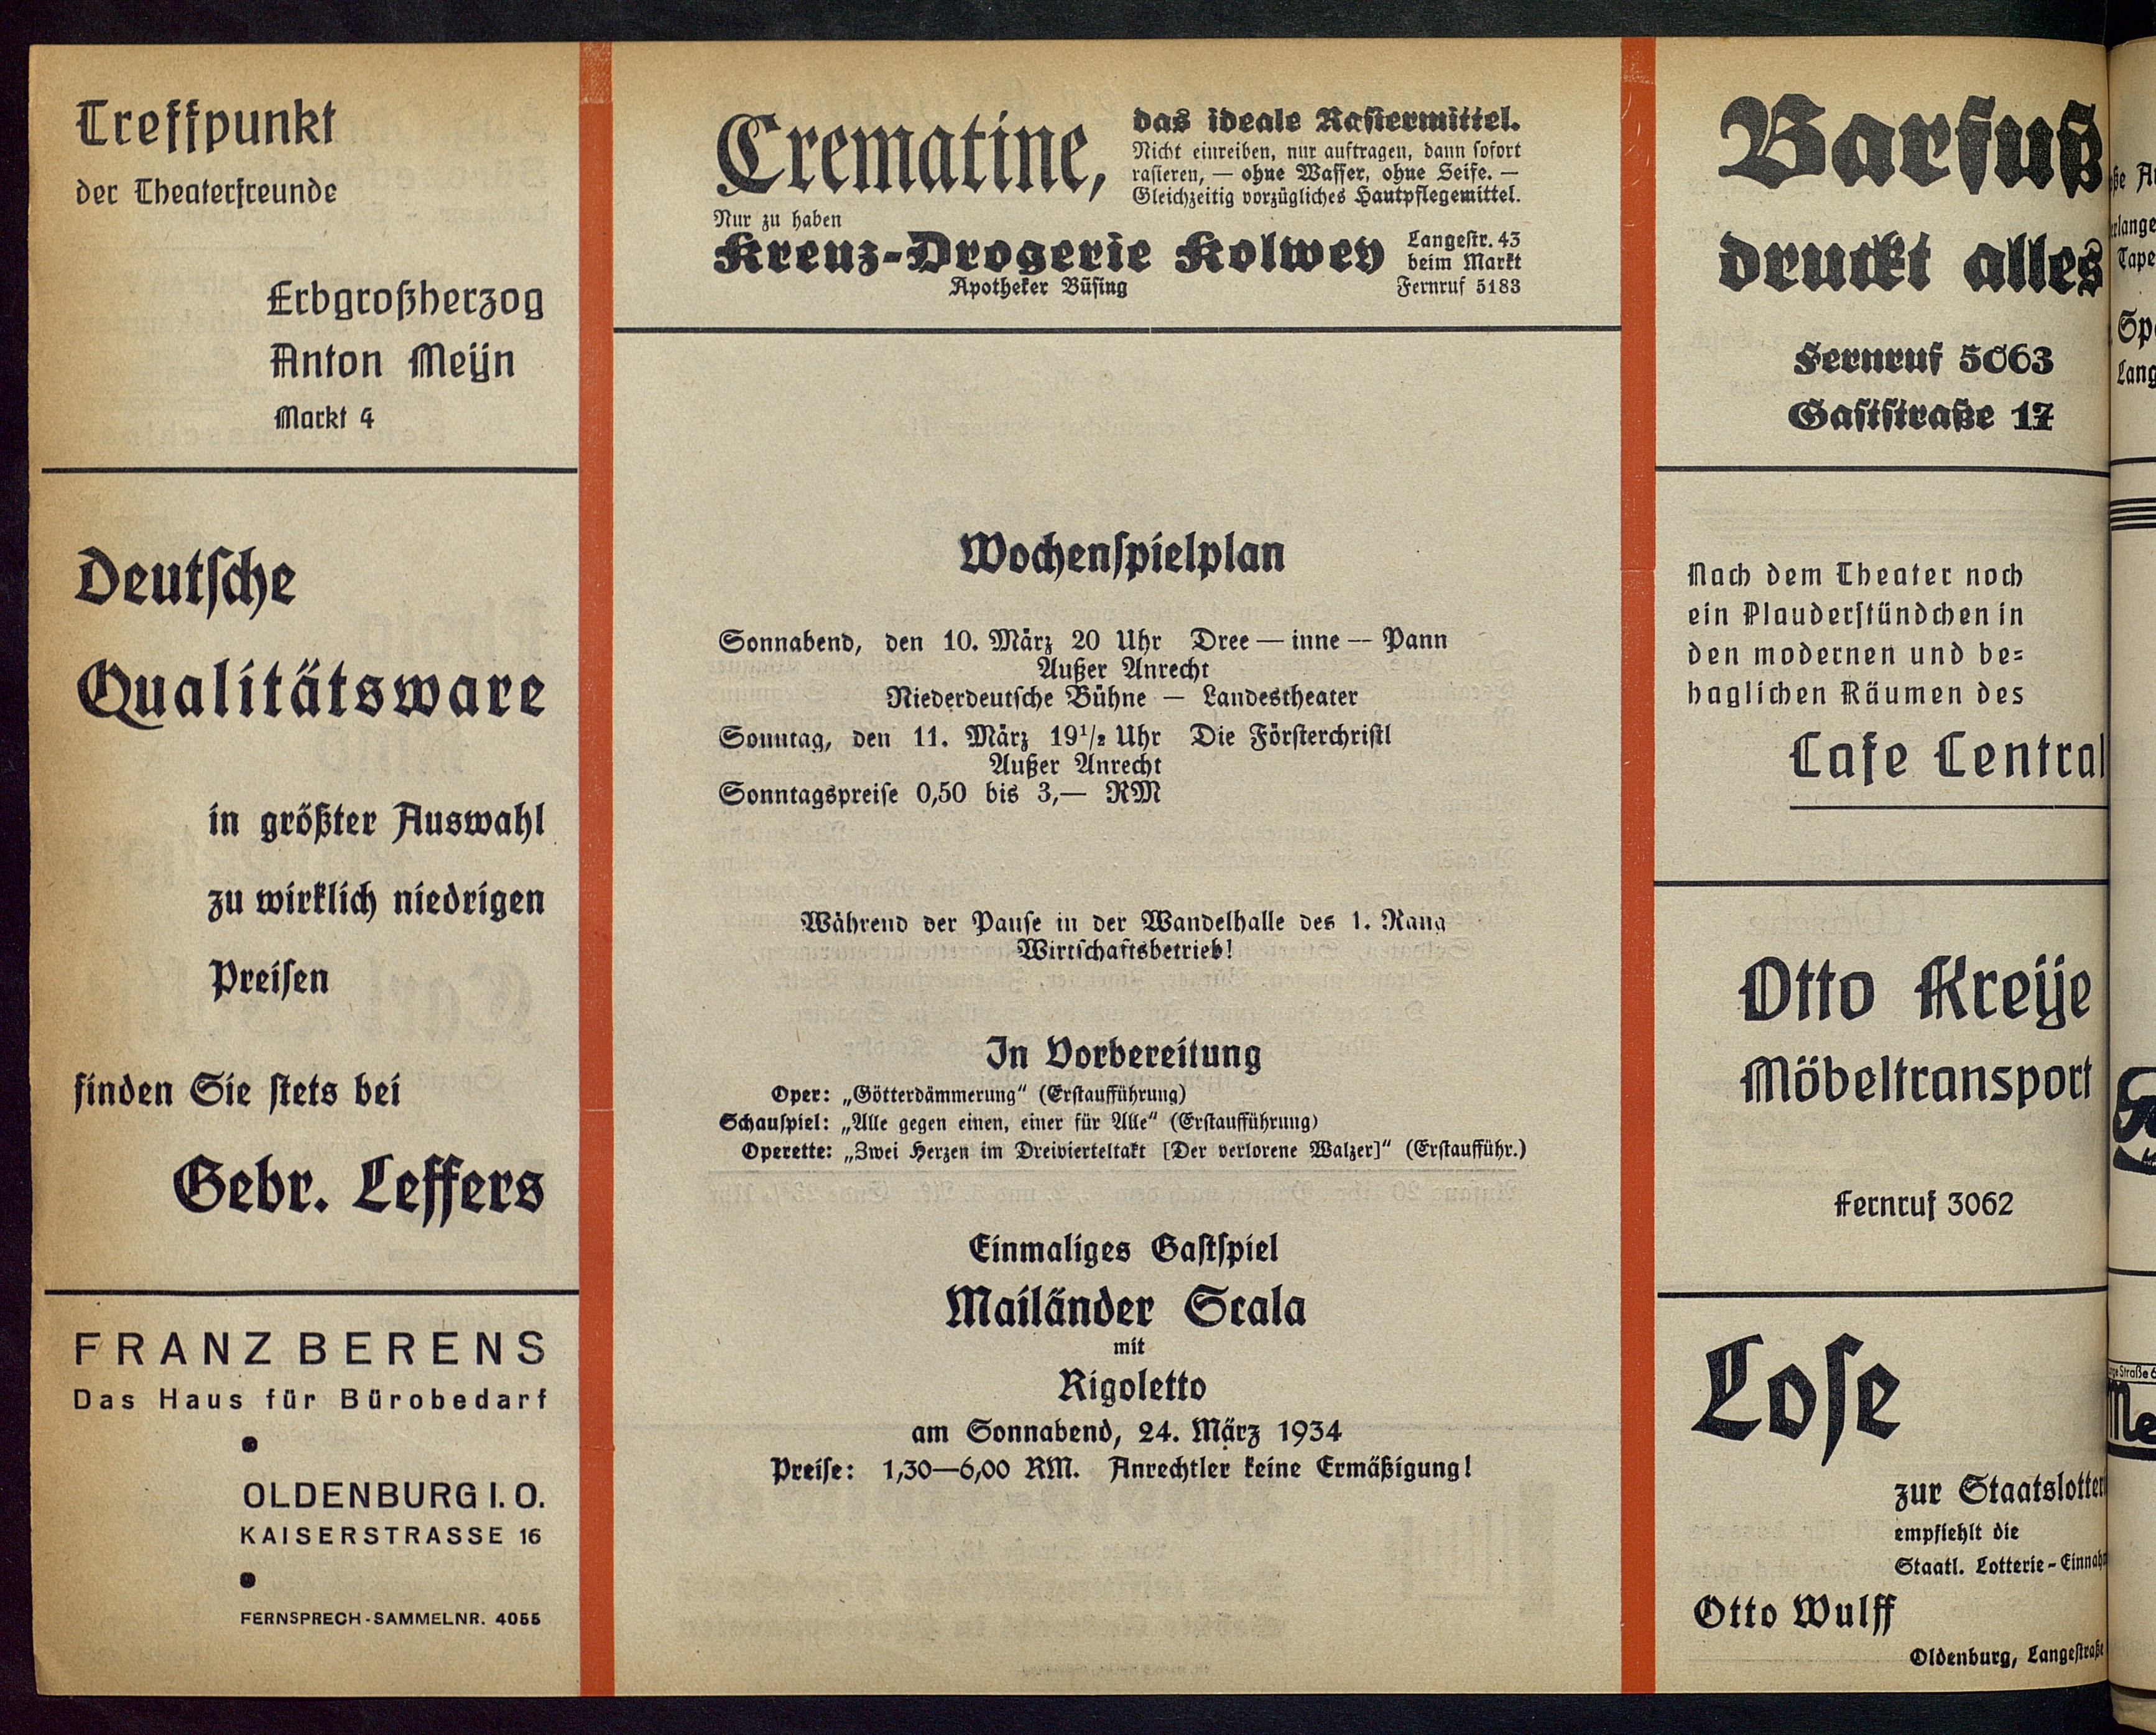 Treffpunkt
der Theaterfreunde
Erbgroßherzog
Anton Meijn
Markt 4
Deutsche
Qualitätsware
in größter Auswahl
zu wirklich niedrigen
Preisen
finden Sie stets bei
Gebr. Leffers
FRANZ BERENS
Das Haus für Bürobedarf
OLDENBURG I. O.
KAISERSTRASSE 16
FERNSPRECH-SAMMELNR. 4055
Crematine,
das ideale Rasiermittel.
Nicht einreiben, nur auftragen, dann sofort
rasieren, — ohne Wasser, ohne Seife. —
Gleichzeitig vorzügliches Hautpflegemittel.
Nur zu haben
Kreuz-Drogerie Kolwey
Langestr. 43
beim Markt
Apotheker Büsing
Fernruf 5183
Wochenspielplan
Sonnabend, den 10. März 20 Uhr Dree — inne — Pann
Außer Anrecht
Niederdeutsche Bühne — Landestheater
Sonntag, den 11. März 19½ Uhr Die Försterchristl
Außer Anrecht
Sonntagspreise 0,50 bis 3,— RM
Während der Pause in der Wandelhalle des 1. Rang
Wirtschaftsbetrieb!
In Vorbereitung
Oper: „Götterdämmerung“ (Erstaufführung)
Schauspiel: „Alle gegen einen, einer für Alle“ (Erstaufführung)
Operette: „Zwei Herzen im Dreivierteltakt [Der verlorene Walzer]“ (Erstaufführ.)
Einmaliges Gastspiel
Mailänder Scala
mit
Rigoletto
am Sonnabend, 24. März 1934
Preise: 1,30—6,00 RM. Anrechtler keine Ermäßigung!
Barfuß
druckt alles
Fernruf 5063
Gaststraße 17
Nach dem Theater noch
ein Plauderstündchen in
den modernen und be=
haglichen Räumen des
Cafe Central
Otto Kreije
Möbeltransport
Fernruf 3062
Lose
zur Staatslotter
empfiehlt die
Staatl. Lotterie-Einnah
Otto Wulff
Oldenburg, Langestraße